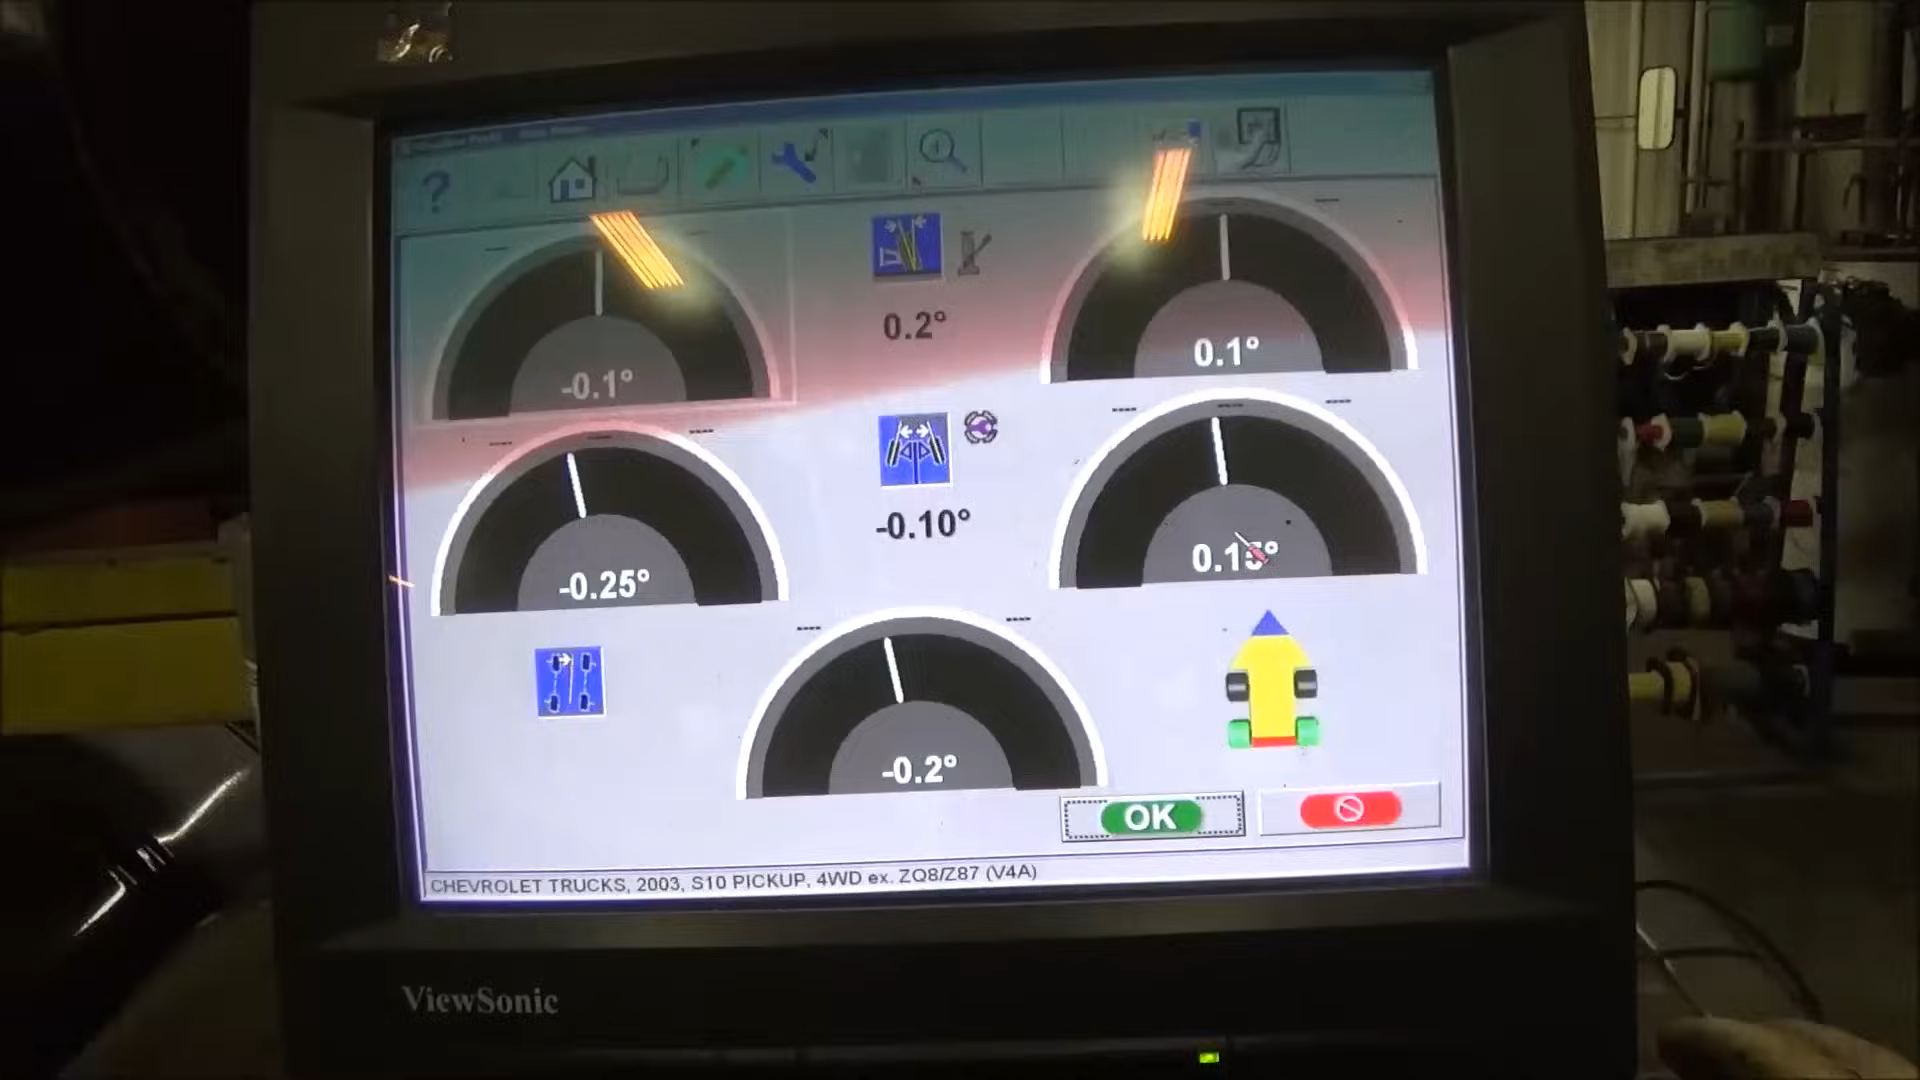 ?
0.2°
-0.1°
0.1°
-0.10°
-0.25°
0.15°
-0.2°
OK
CHEVROLET TRUCKS, 2003, S10 PICKUP, 4WD ex. ZQ8/Z87 (V4A)
ViewSonic